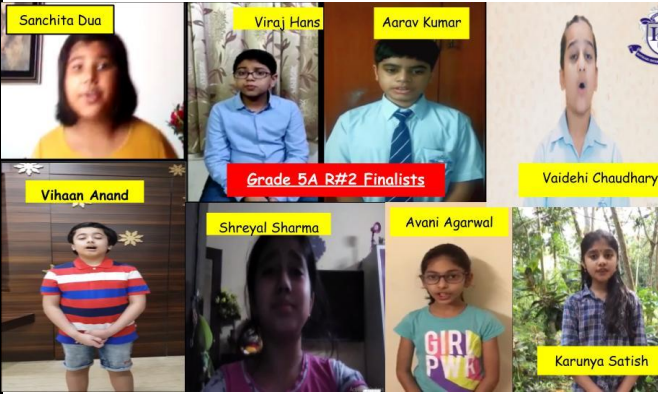 Sanchita Dua
Viraj Hans
Aarav Kumar
Grade 5A R#2 Finalists
Vaidehi Chaudhary
Vihaan Anand
Shreyal Sharma
Avani Agarwal
GIRL
PWR
Karunya Satish